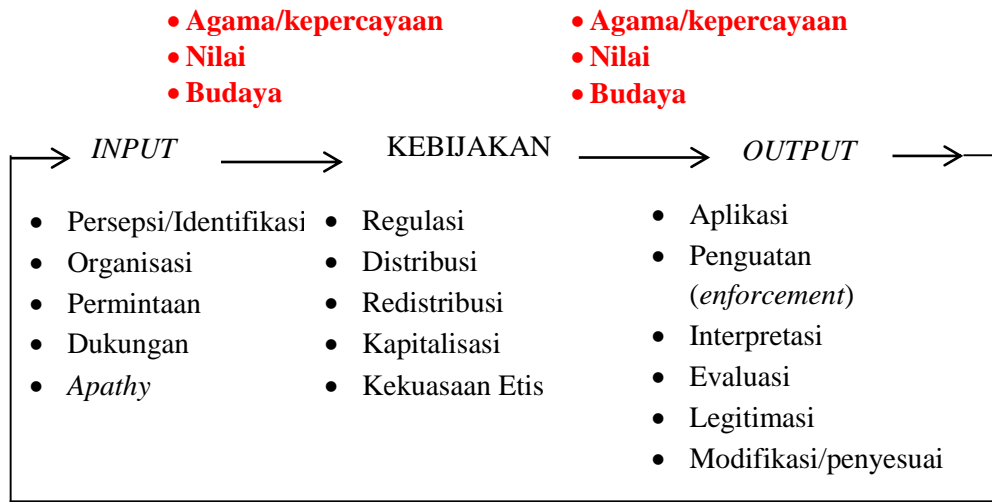 • Agama/kepercayaan
• Nilai
• Budaya
• Agama/kepercayaan
• Nilai
• Budaya
INPUT
KEBIJAKAN
OUTPUT
• Persepsi/Identifikasi
• Organisasi
• Permintaan
• Dukungan
• Apathy
• Regulasi
• Distribusi
• Redistribusi
• Kapitalisasi
• Kekuasaan Etis
• Aplikasi
• Penguatan
(enforcement)
• Interpretasi
• Evaluasi
• Legitimasi
• Modifikasi/penyesuai